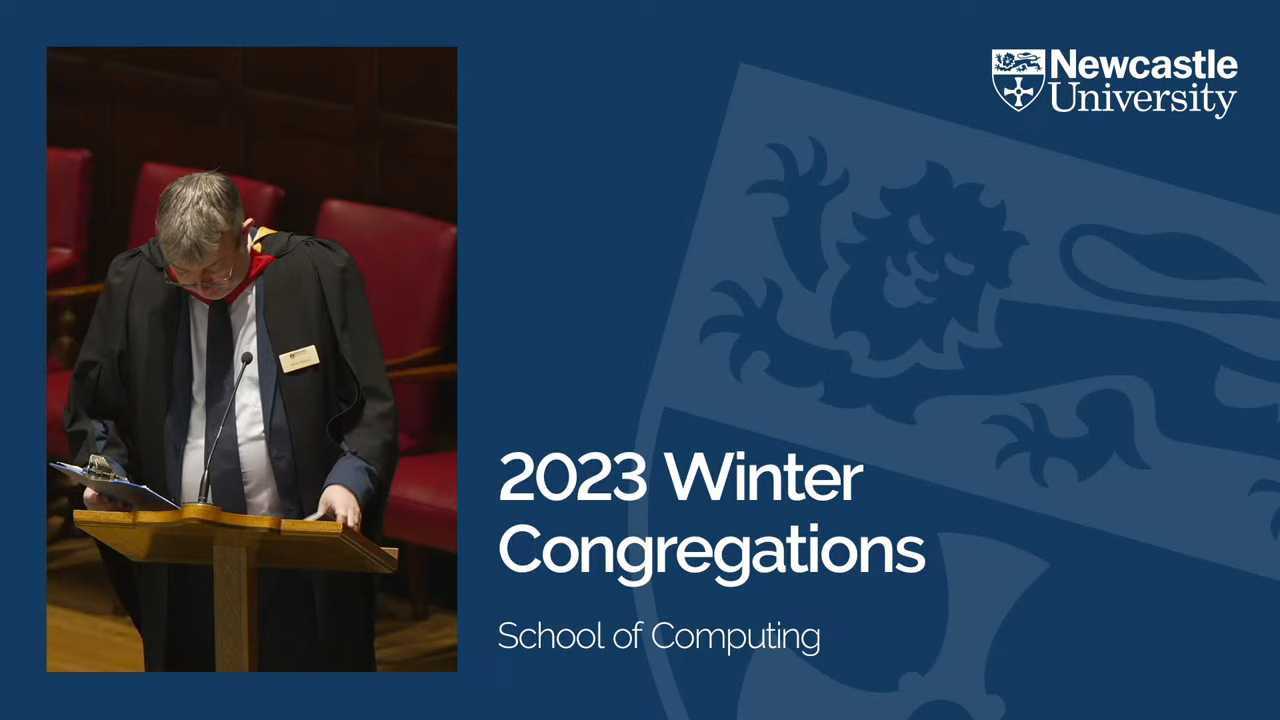 Newcastle
University
2023 Winter
Congregations
School of Computing